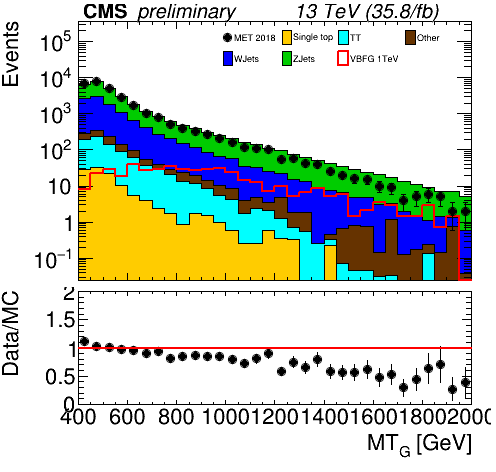 CMS preliminary 13 TeV (35.8/fb)
Events
MET 2018 Single top TT Other
WJets ZJets VBFG 1TeV
10⁵
10⁴
10³
10²
10
1
10⁻¹
Data/MC
2
1.5
1
0.5
0
400 600 800 1000 1200 1400 1600 1800 2000
MT_G [GeV]